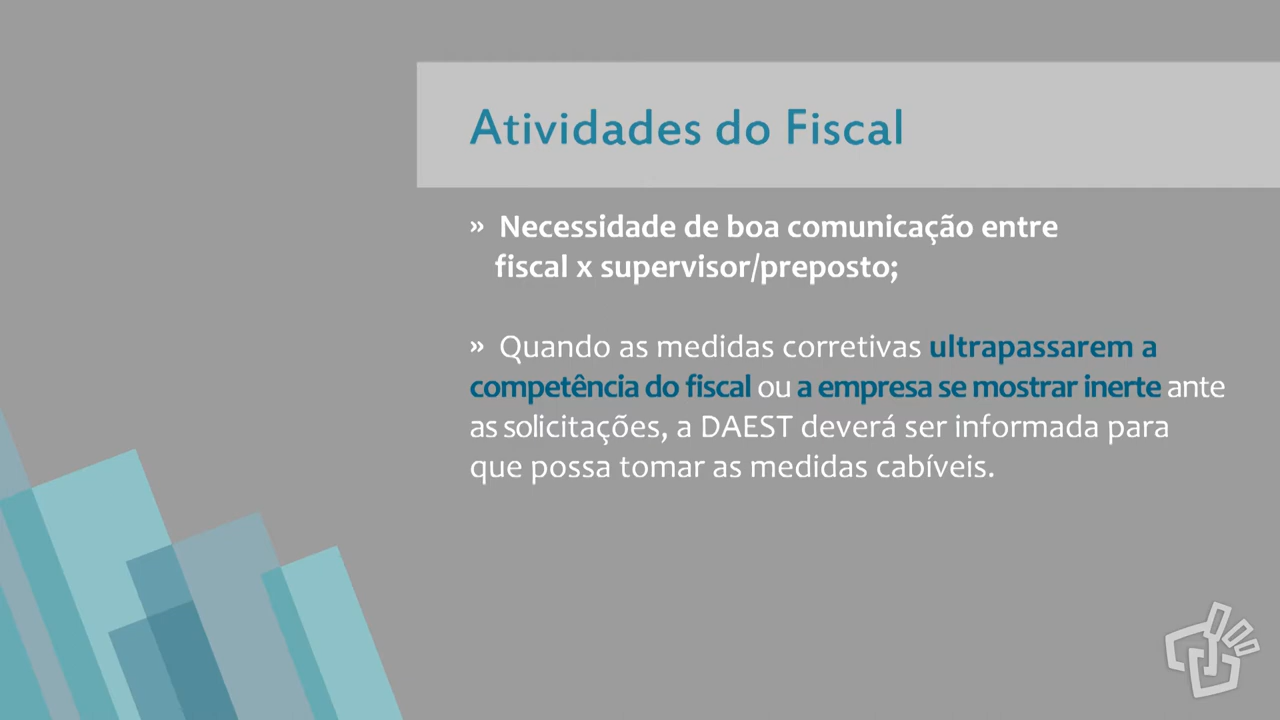 Atividades do Fiscal
» Necessidade de boa comunicação entre
fiscal x supervisor/preposto;
» Quando as medidas corretivas ultrapassarem a
competência do fiscal ou a empresa se mostrar inerte ante
as solicitações, a DAEST deverá ser informada para
que possa tomar as medidas cabíveis.